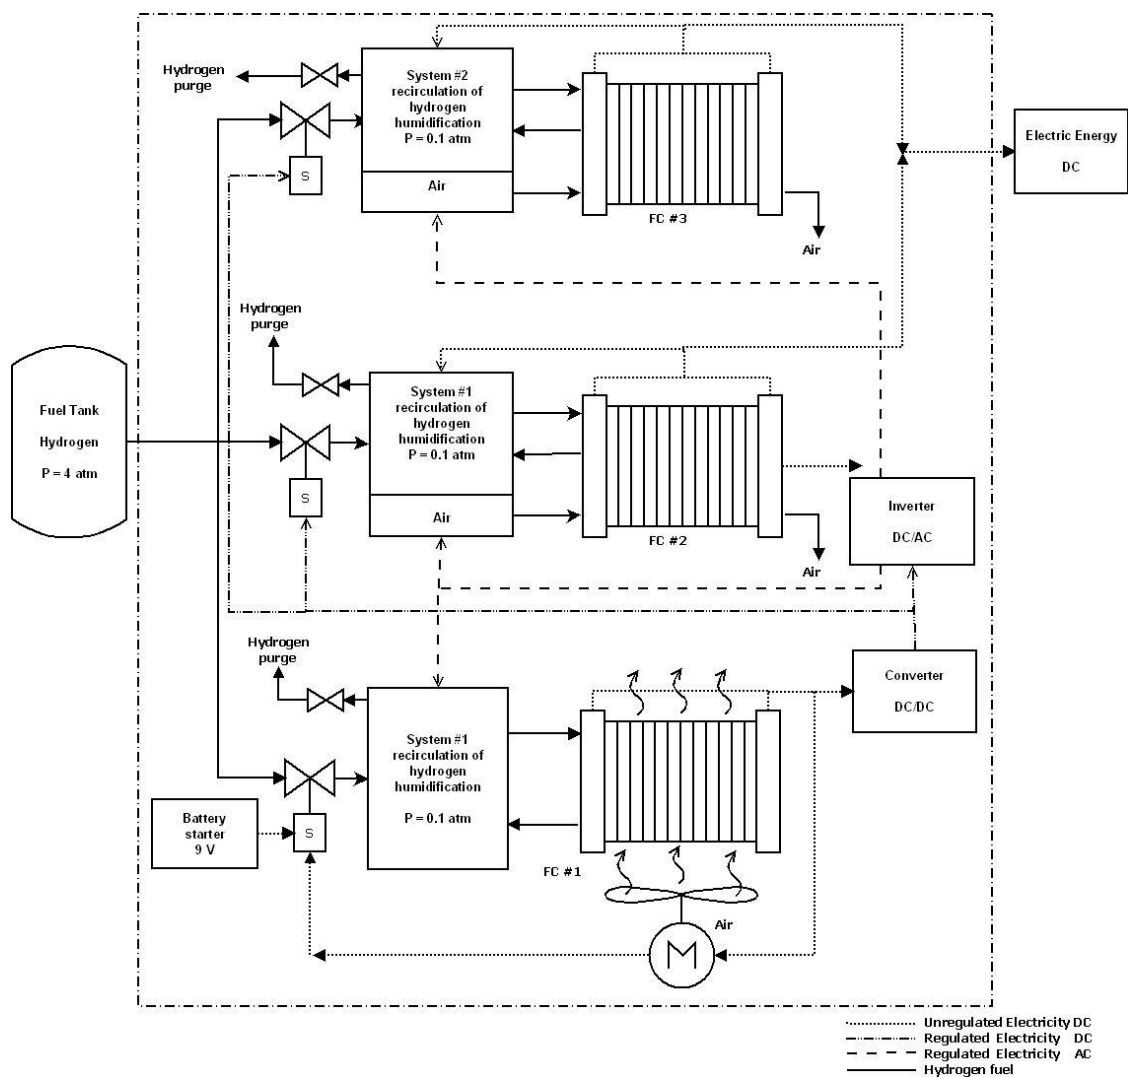 Hydrogen
purge
System #2
recirculation of
hydrogen
humidification
P = 0.1 atm
Air
S
FC #3
Air
Electric Energy
DC
Hydrogen
purge
System #1
recirculation of
hydrogen
humidification
P = 0.1 atm
Air
S
FC #2
Air
Fuel Tank
Hydrogen
P = 4 atm
Inverter
DC/AC
Hydrogen
purge
System #1
recirculation of
hydrogen
humidification
P = 0.1 atm
Converter
DC/DC
Battery
starter
9 V
S
FC #1
Air
M
Unregulated Electricity DC
Regulated Electricity DC
Regulated Electricity AC
Hydrogen fuel